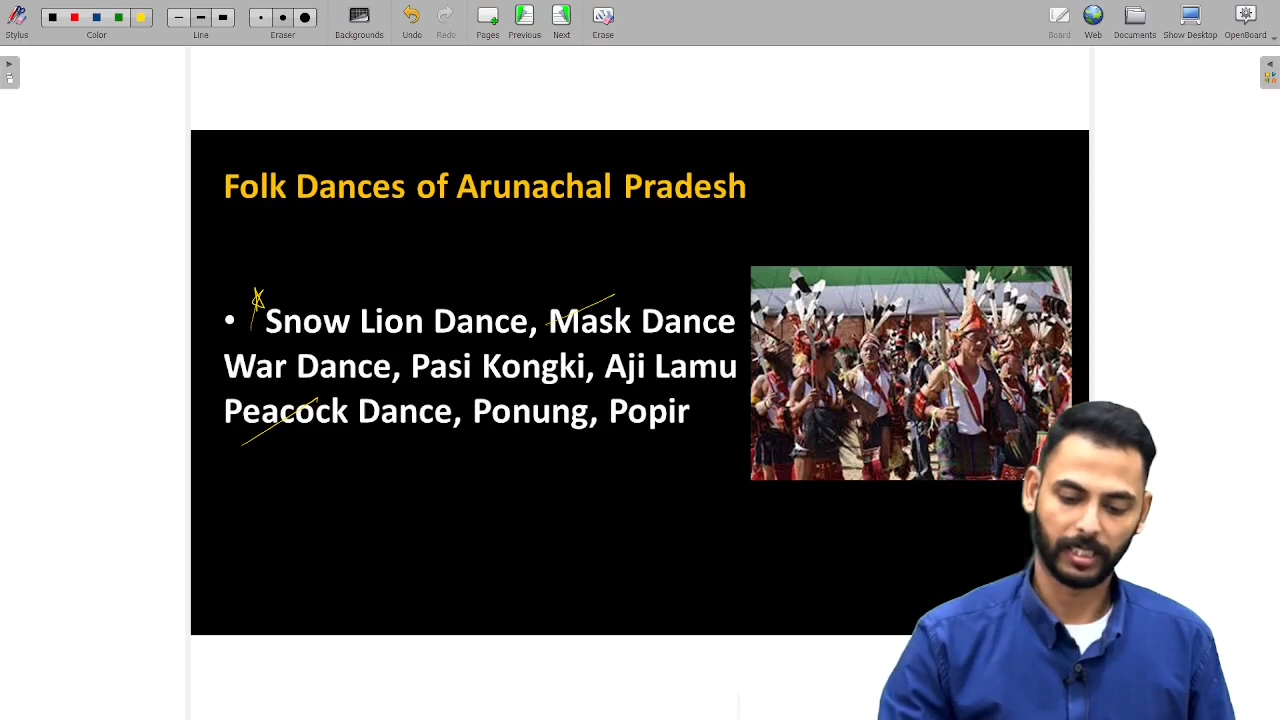 Stylus
Color
Line
Eraser
Backgrounds
Undo
Redo
Pages
Previous
Next
Erase
Board
Web
Documents
Show Desktop
OpenBoard
Folk Dances of Arunachal Pradesh
• Snow Lion Dance, Mask Dance
War Dance, Pasi Kongki, Aji Lamu
Peacock Dance, Ponung, Popir